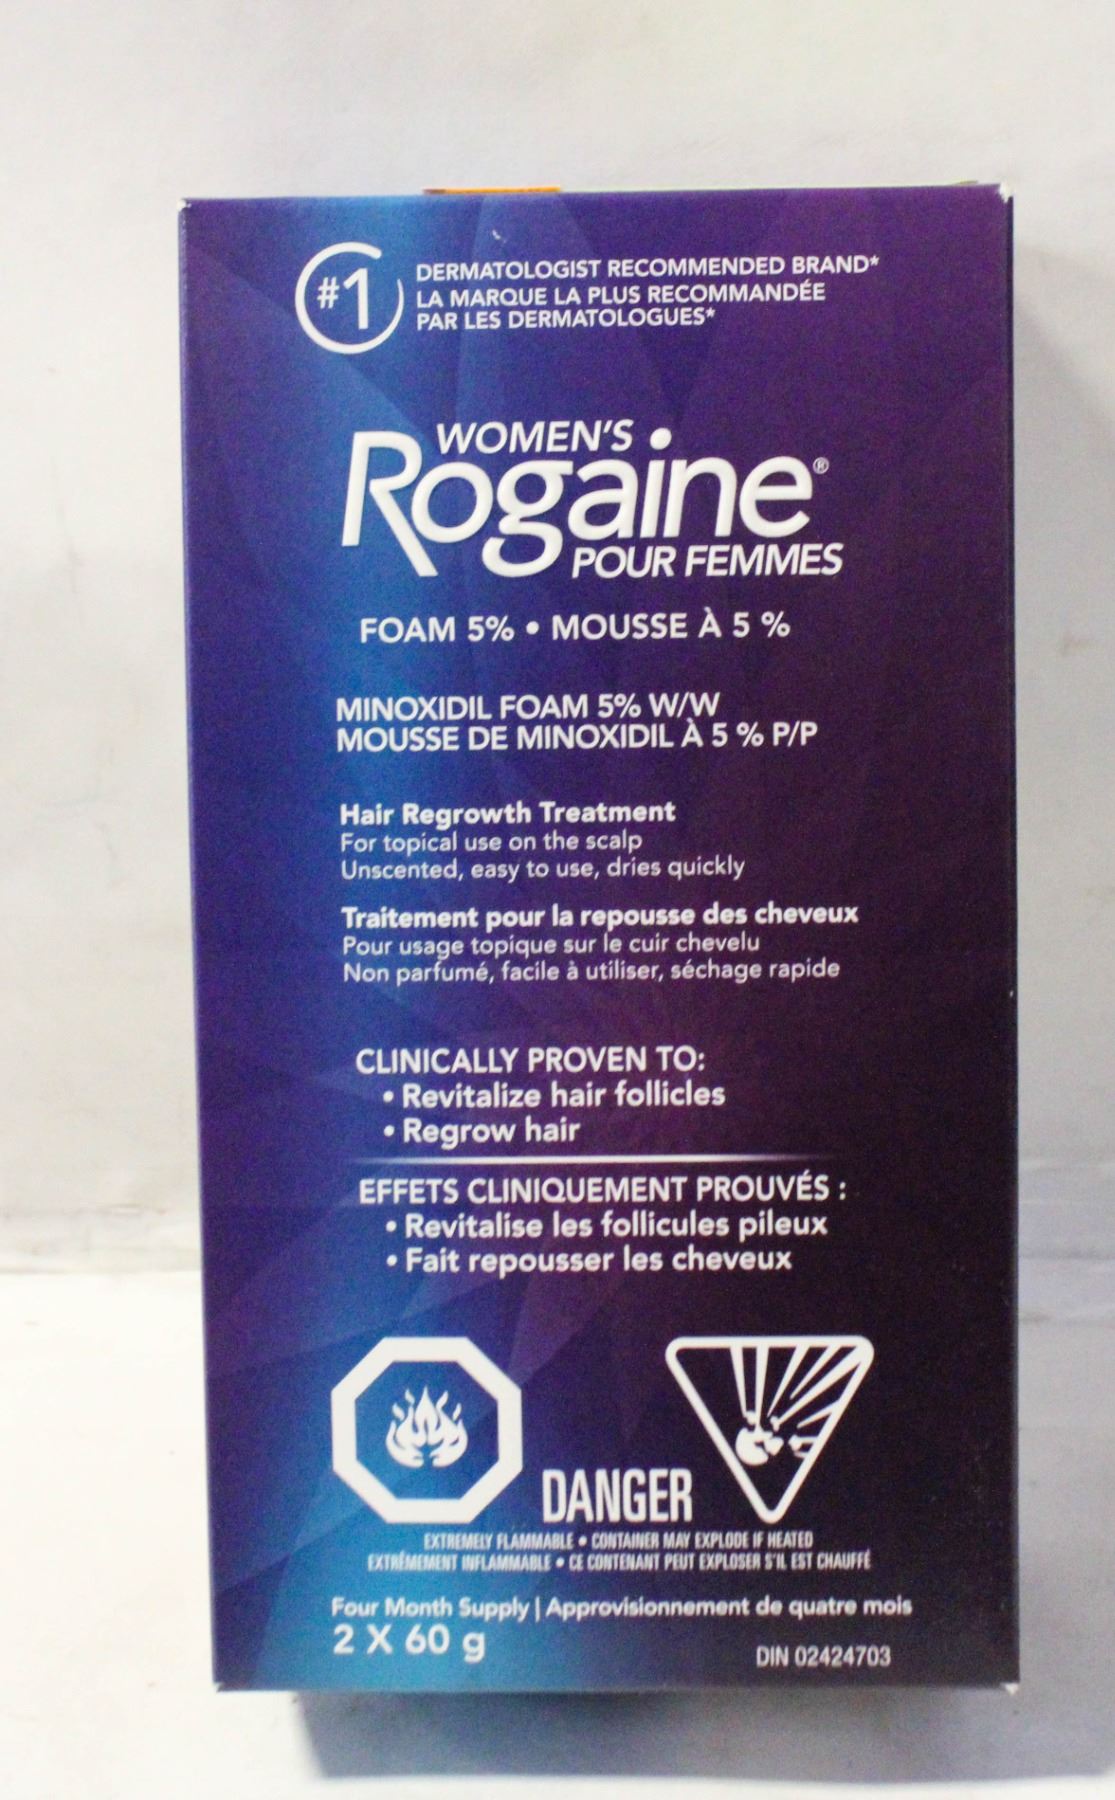 #1
DERMATOLOGIST RECOMMENDED BRAND*
LA MARQUE LA PLUS RECOMMANDÉE
PAR LES DERMATOLOGUES*
WOMEN'S
Rogaine®
POUR FEMMES
FOAM 5% • MOUSSE À 5 %
MINOXIDIL FOAM 5% W/W
MOUSSE DE MINOXIDIL À 5 % P/P
Hair Regrowth Treatment
For topical use on the scalp
Unscented, easy to use, dries quickly
Traitement pour la repousse des cheveux
Pour usage topique sur le cuir chevelu
Non parfumé, facile à utiliser, séchage rapide
CLINICALLY PROVEN TO:
• Revitalize hair follicles
• Regrow hair
EFFETS CLINIQUEMENT PROUVÉS :
• Revitalise les follicules pileux
• Fait repousser les cheveux
DANGER
EXTREMELY FLAMMABLE • CONTAINER MAY EXPLODE IF HEATED
EXTRÊMEMENT INFLAMMABLE • CE CONTENANT PEUT EXPLOSER S'IL EST CHAUFFÉ
Four Month Supply | Approvisionnement de quatre mois
2 X 60 g
DIN 02424703